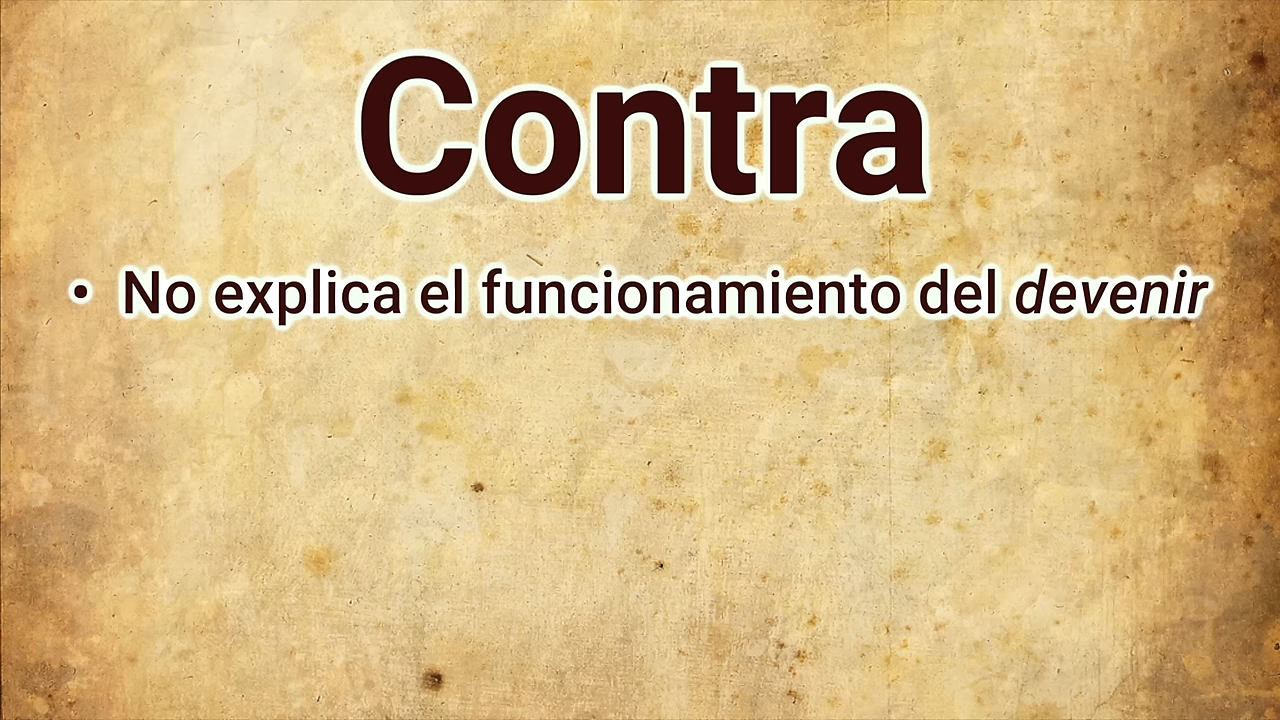 Contra
• No explica el funcionamiento del devenir